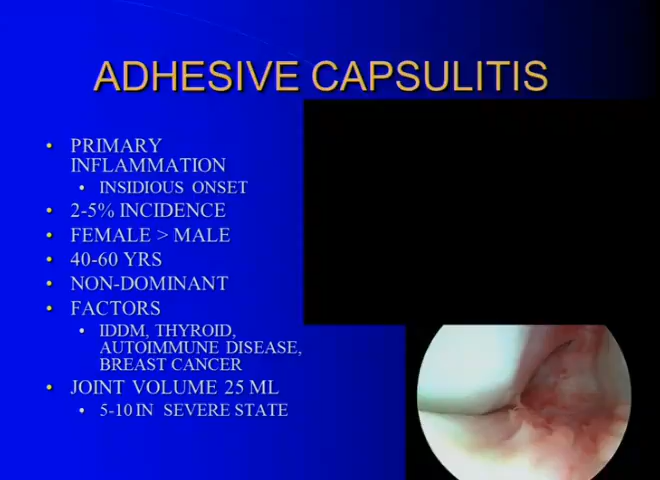 ADHESIVE CAPSULITIS
• PRIMARY
INFLAMMATION
• INSIDIOUS ONSET
• 2-5% INCIDENCE
• FEMALE > MALE
• 40-60 YRS
• NON-DOMINANT
• FACTORS
• IDDM, THYROID,
AUTOIMMUNE DISEASE,
BREAST CANCER
• JOINT VOLUME 25 ML
• 5-10 IN SEVERE STATE